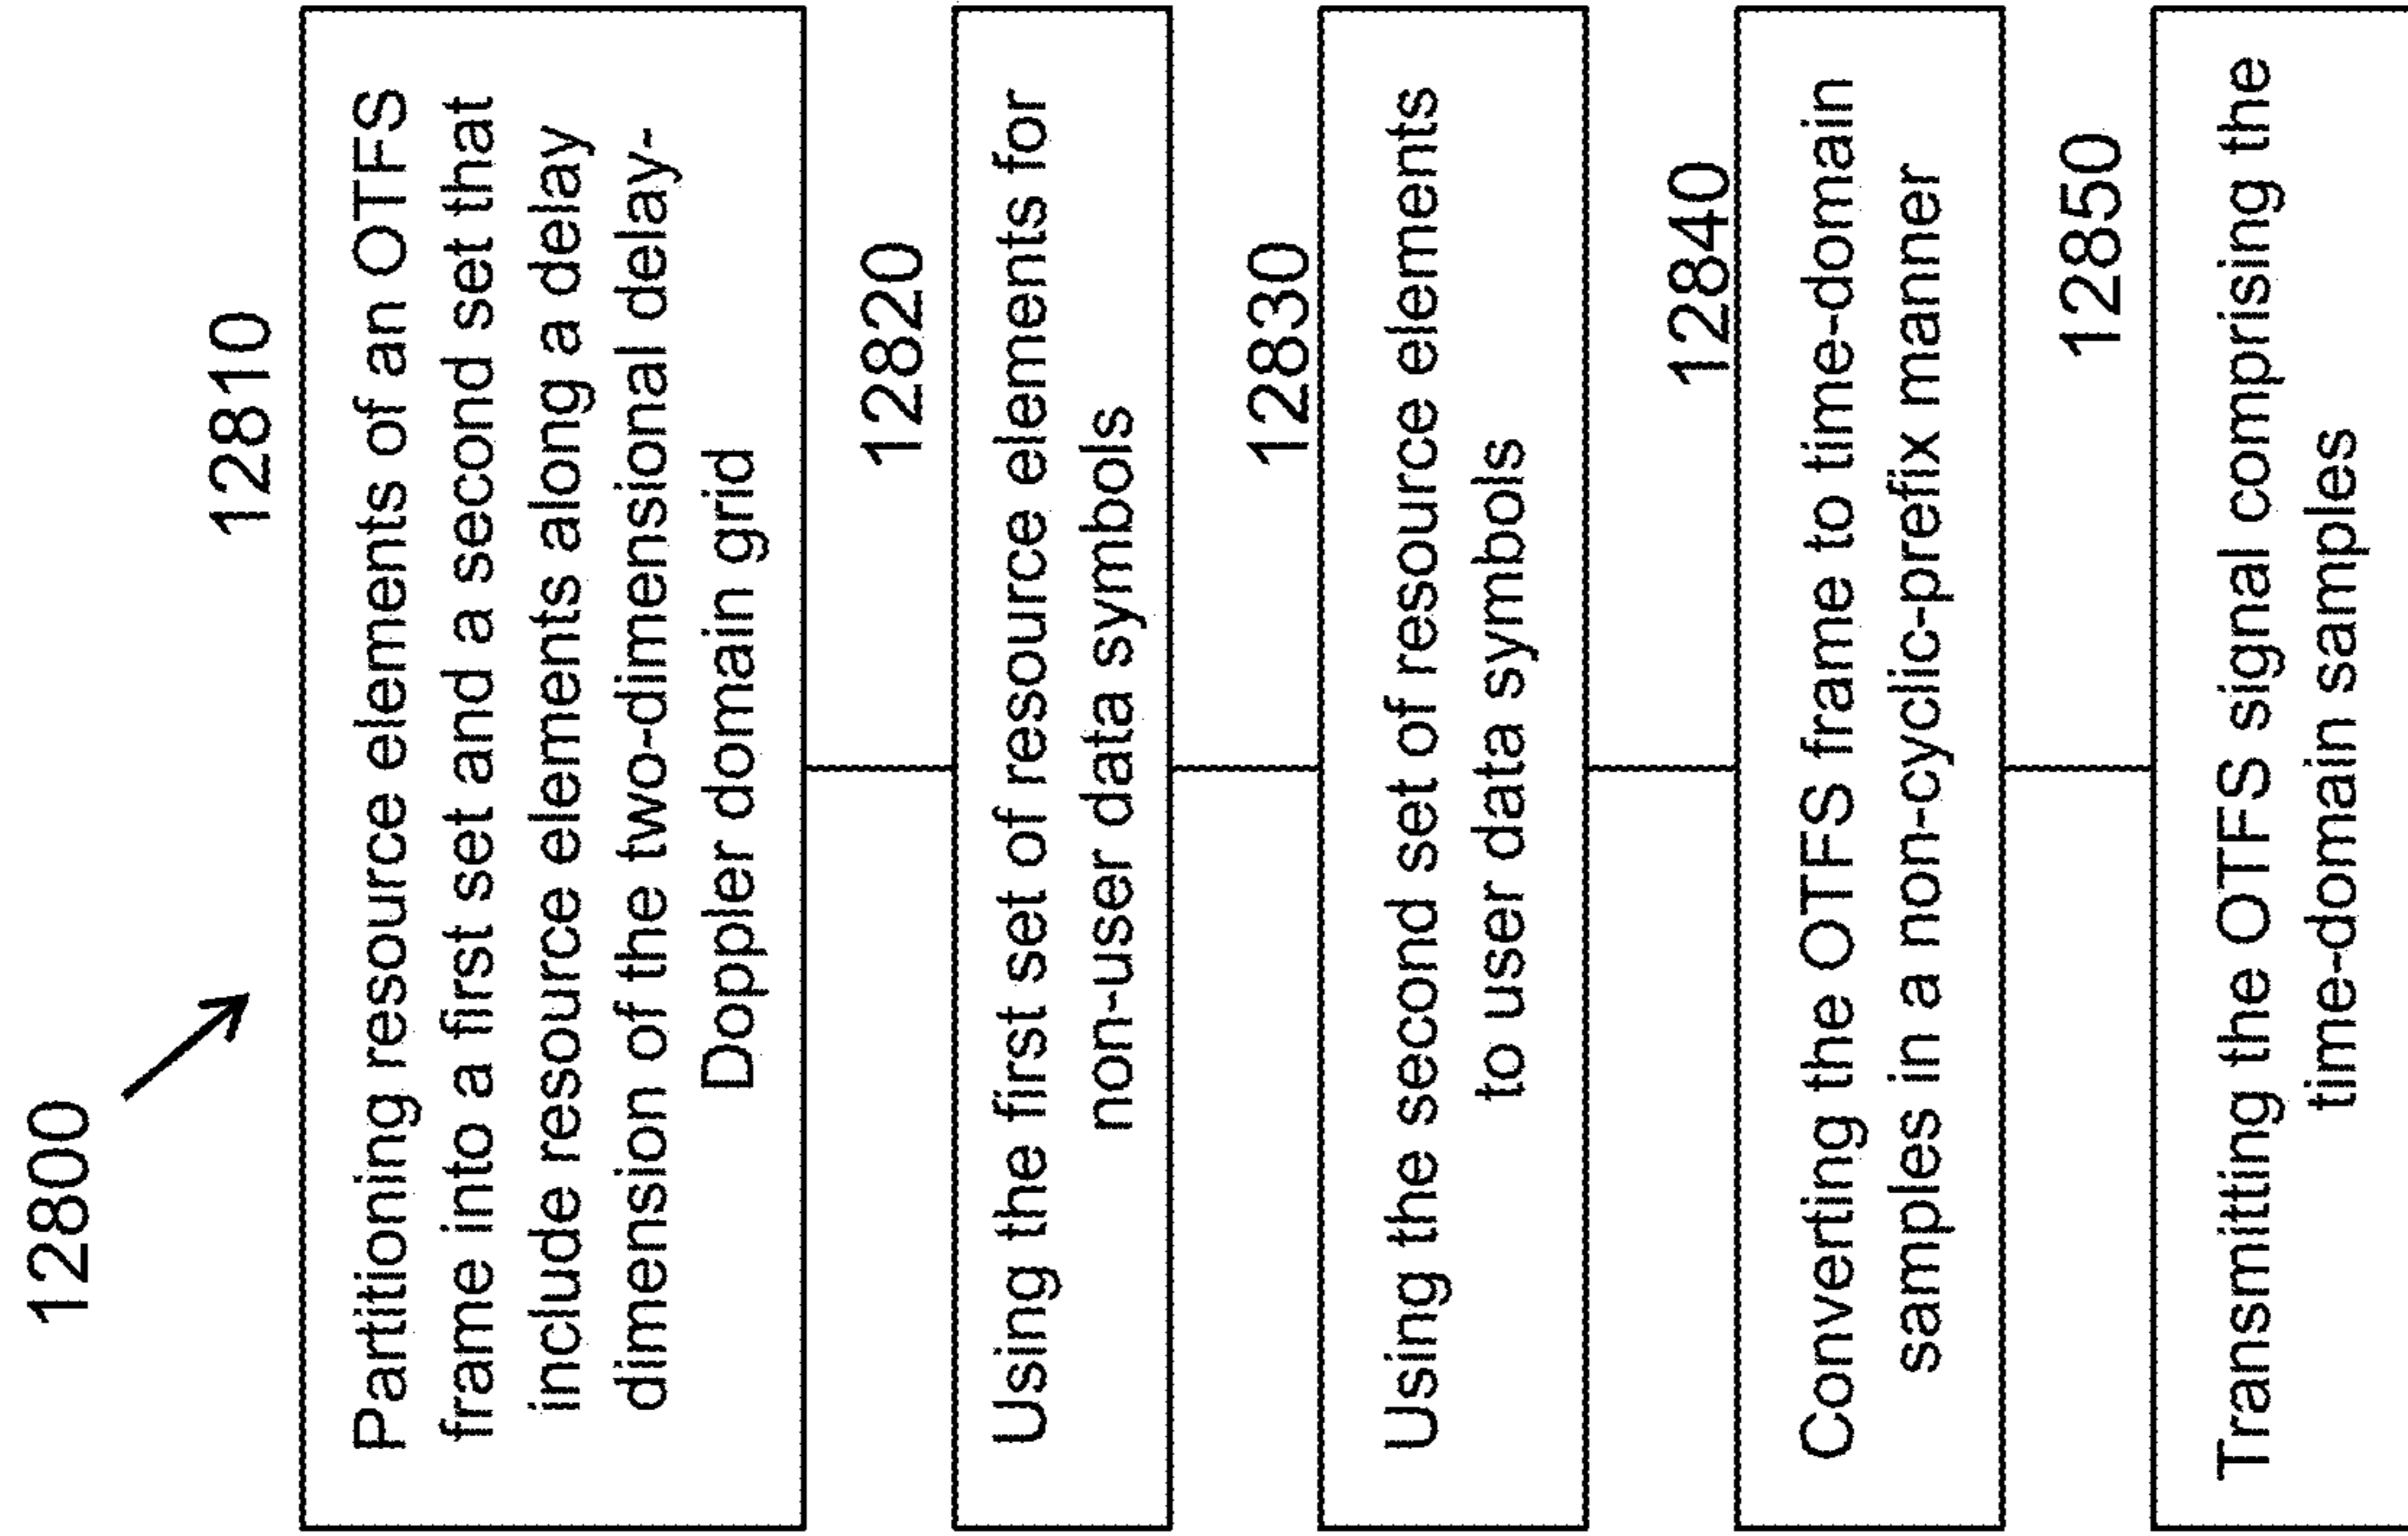 12800
12810
Partitioning resource elements of an OTFS
frame into a first set and a second set that
include resource elements along a delay
dimension of the two-dimensional delay-
Doppler domain grid
12820
Using the first set of resource elements for
non-user data symbols
12830
Using the second set of resource elements
to user data symbols
12840
Converting the OTFS frame to time-domain
samples in a non-cyclic-prefix manner
12850
Transmitting the OTFS signal comprising the
time-domain samples